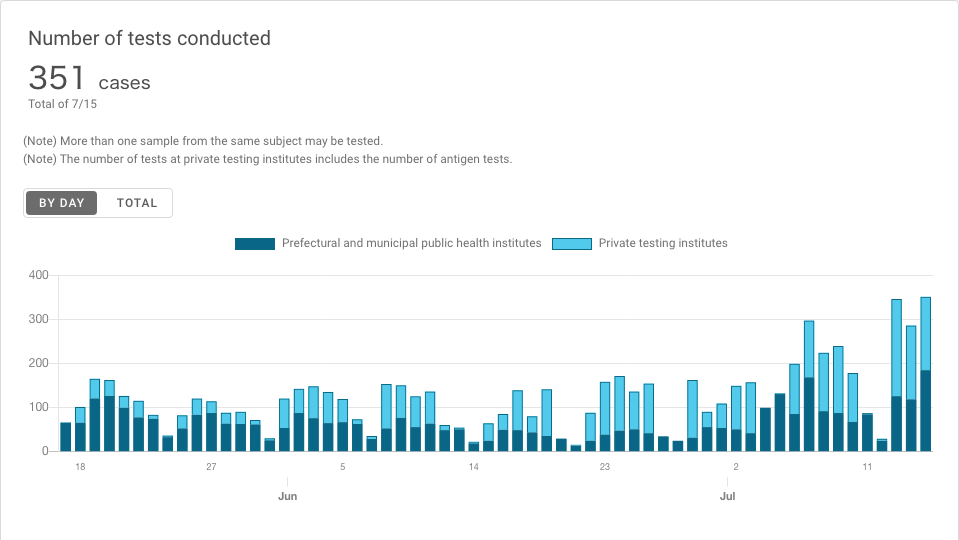 Number of tests conducted
351 cases
Total of 7/15
(Note) More than one sample from the same subject may be tested.
(Note) The number of tests at private testing institutes includes the number of antigen tests.
BY DAY TOTAL
Prefectural and municipal public health institutes Private testing institutes
400
300
200
100
0
18 27 5 14 23 2 11
Jun Jul